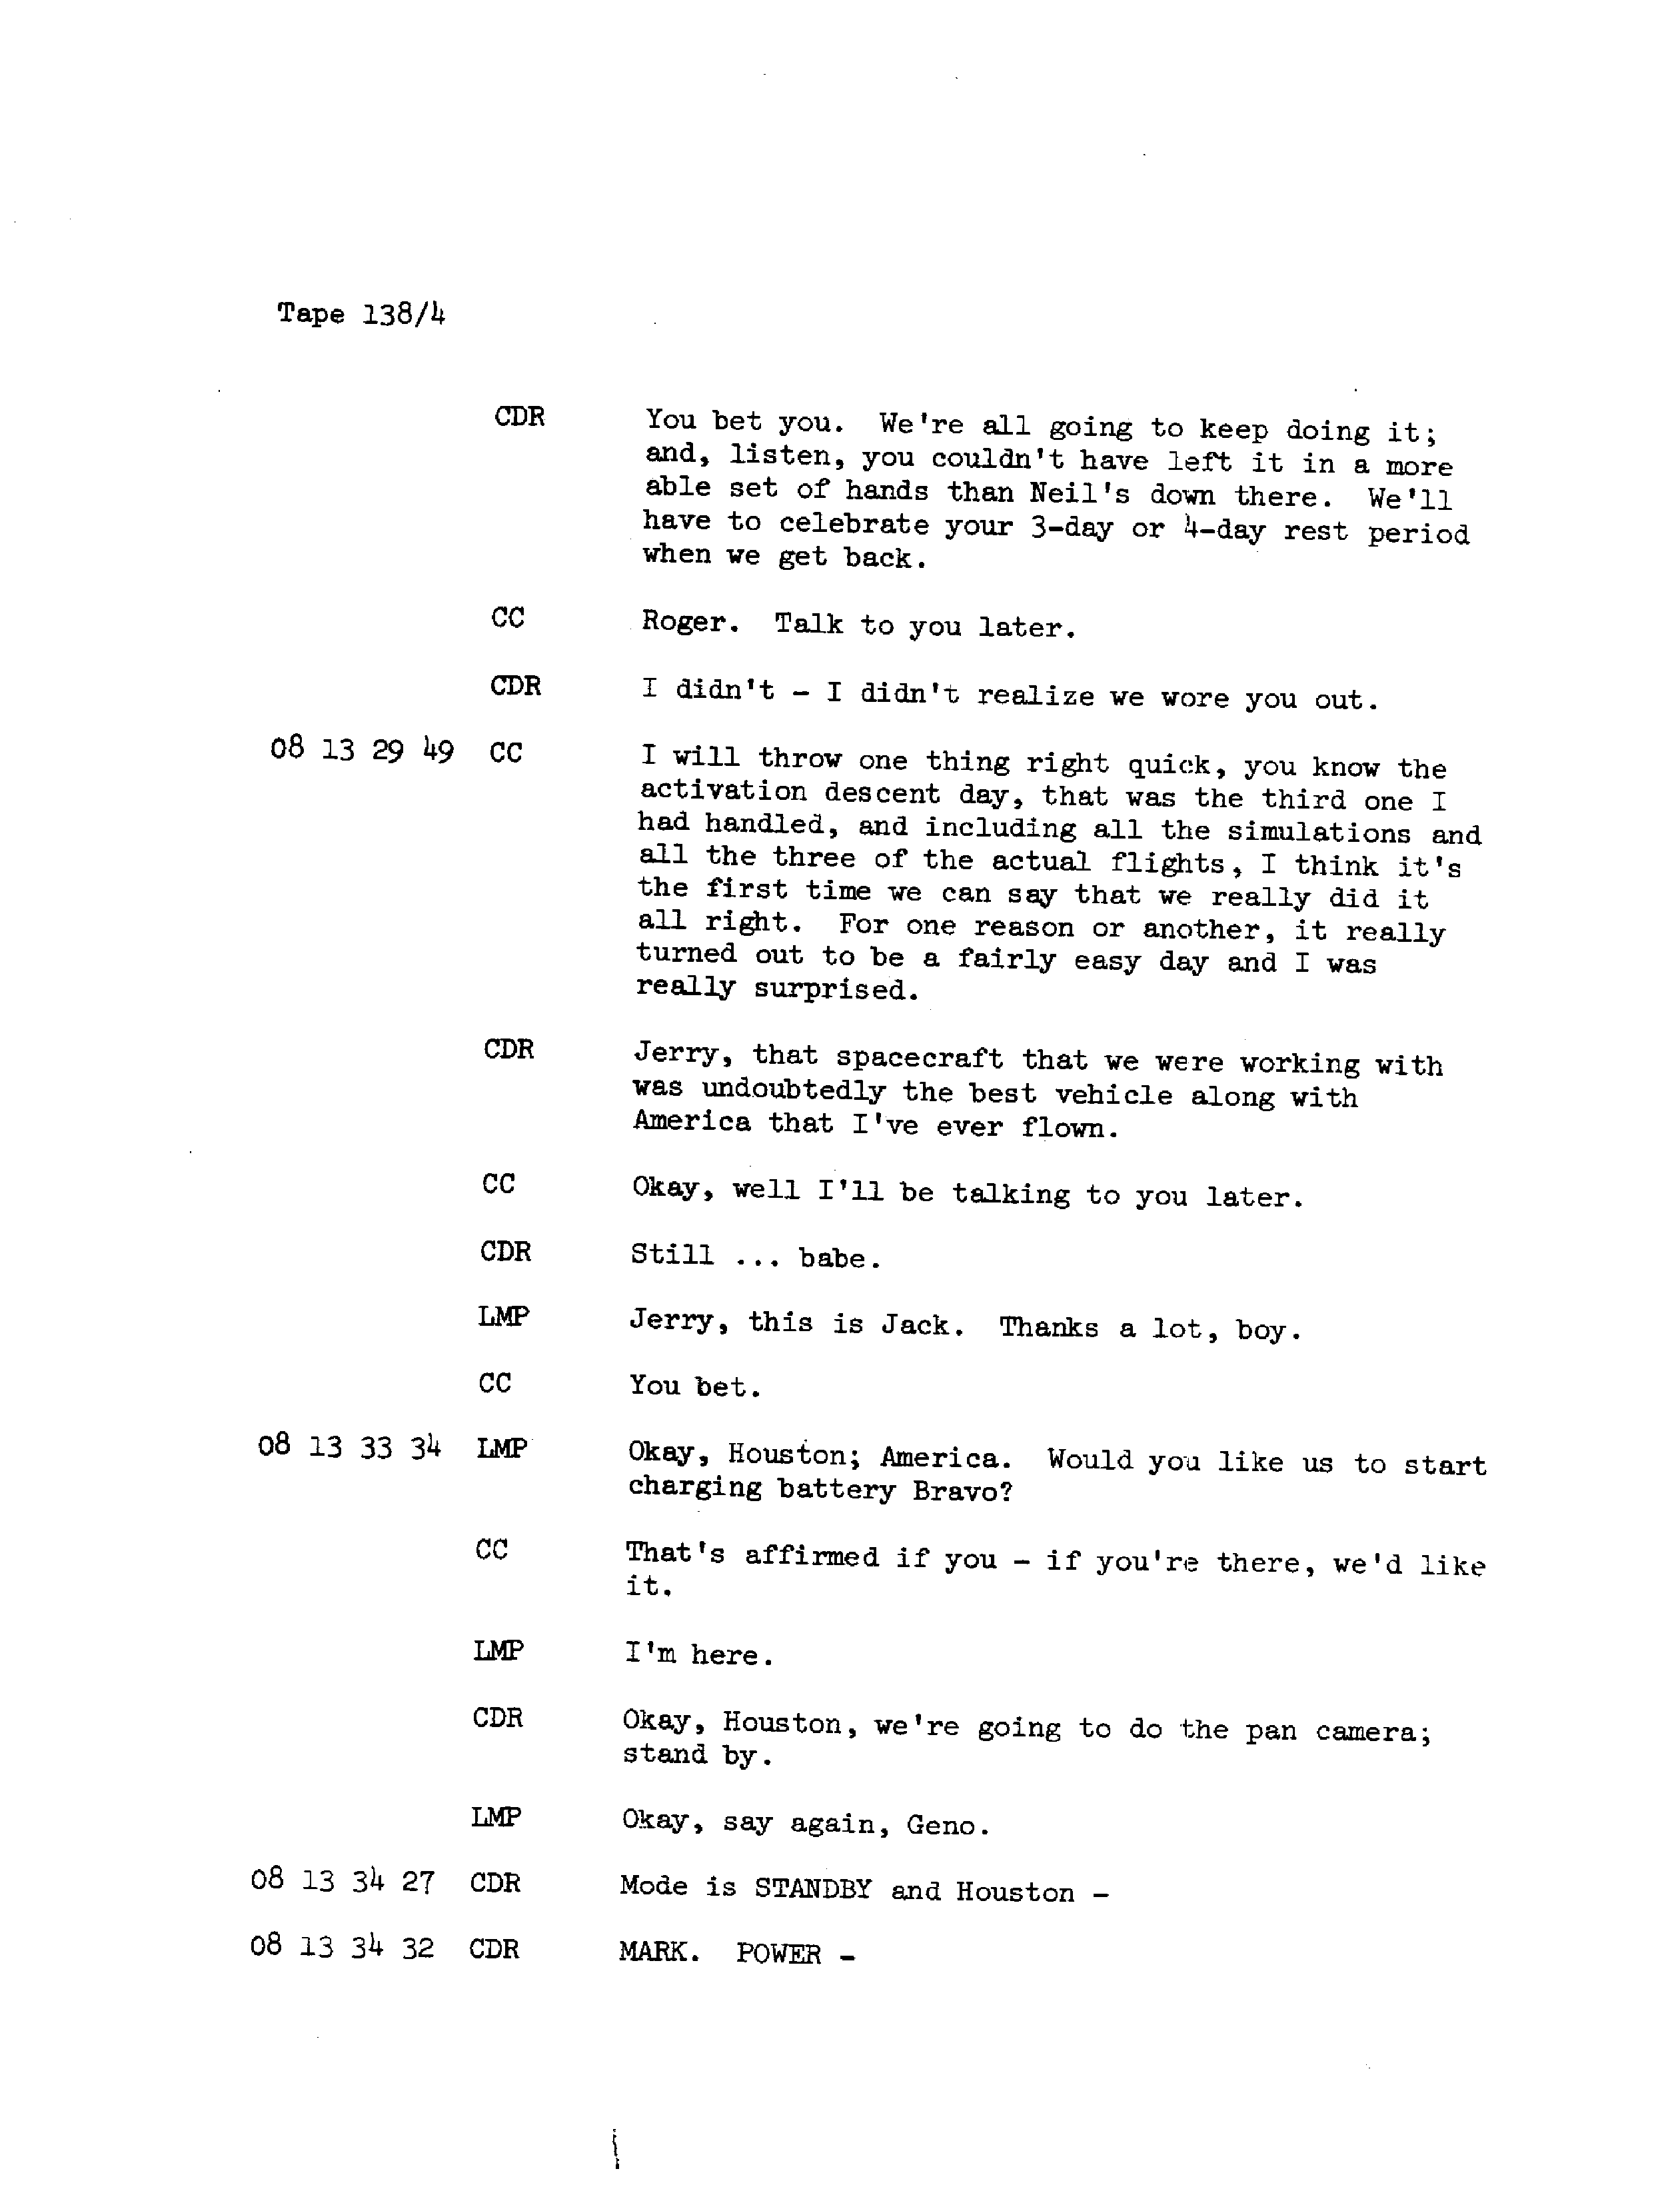 Tape 138/4
CDR You bet you. We're all going to keep doing it;
and, listen, you couldn't have left it in a more
able set of hands than Neil's down there. We'll
have to celebrate your 3-day or 4-day rest period
when we get back.
CC Roger. Talk to you later.
CDR I didn't - I didn't realize we wore you out.
08 13 29 49 CC I will throw one thing right quick, you know the
activation descent day, that was the third one I
had handled, and including all the simulations and
all the three of the actual flights, I think it's
the first time we can say that we really did it
all right. For one reason or another, it really
turned out to be a fairly easy day and I was
really surprised.
CDR Jerry, that spacecraft that we were working with
was undoubtedly the best vehicle along with
America that I've ever flown.
CC Okay, well I'll be talking to you later.
CDR Still ... babe.
LMP Jerry, this is Jack. Thanks a lot, boy.
CC You bet.
08 13 33 34 LMP Okay, Houston; America. Would you like us to start
charging battery Bravo?
CC That's affirmed if you - if you're there, we'd like
it.
LMP I'm here.
CDR Okay, Houston, we're going to do the pan camera;
stand by.
LMP Okay, say again, Geno.
08 13 34 27 CDR Mode is STANDBY and Houston -
08 13 34 32 CDR MARK. POWER -